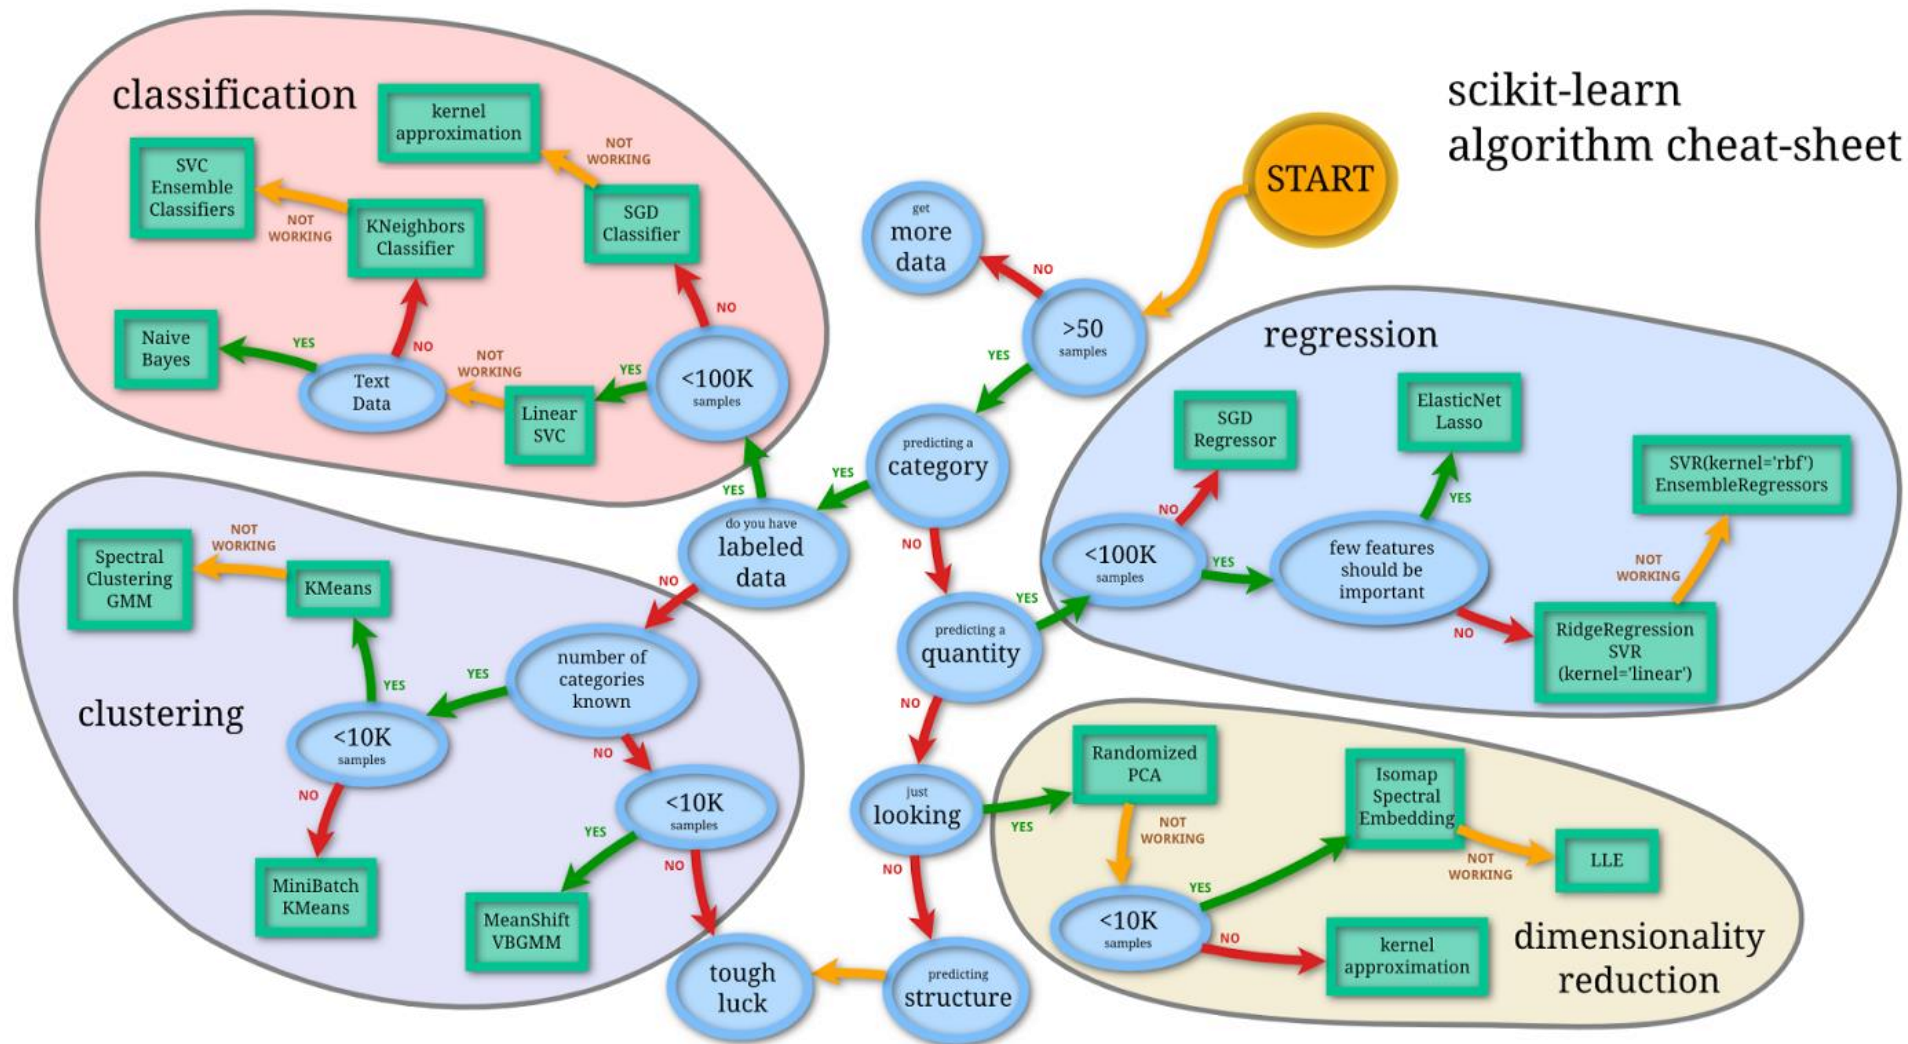 scikit-learn
algorithm cheat-sheet
START
classification
kernel
approximation
NOT
WORKING
SVC
Ensemble
Classifiers
NOT
WORKING
KNeighbors
Classifier
SGD
Classifier
NO
Naive
Bayes
YES
Text
Data
NO
NOT
WORKING
Linear
SVC
YES
<100K
samples
YES
get
more
data
NO
>50
samples
YES
predicting a
category
YES
NO
do you have
labeled
data
NO
predicting a
quantity
YES
NO
just
looking
YES
NO
predicting
structure
tough
luck
regression
SGD
Regressor
NO
<100K
samples
YES
ElasticNet
Lasso
YES
few features
should be
important
NO
SVR(kernel='rbf')
EnsembleRegressors
NOT
WORKING
RidgeRegression
SVR
(kernel='linear')
clustering
Spectral
Clustering
GMM
NOT
WORKING
KMeans
YES
<10K
samples
NO
MiniBatch
KMeans
YES
number of
categories
known
NO
<10K
samples
YES
NO
MeanShift
VBGMM
Randomized
PCA
NOT
WORKING
<10K
samples
YES
NO
Isomap
Spectral
Embedding
NOT
WORKING
LLE
kernel
approximation
dimensionality
reduction